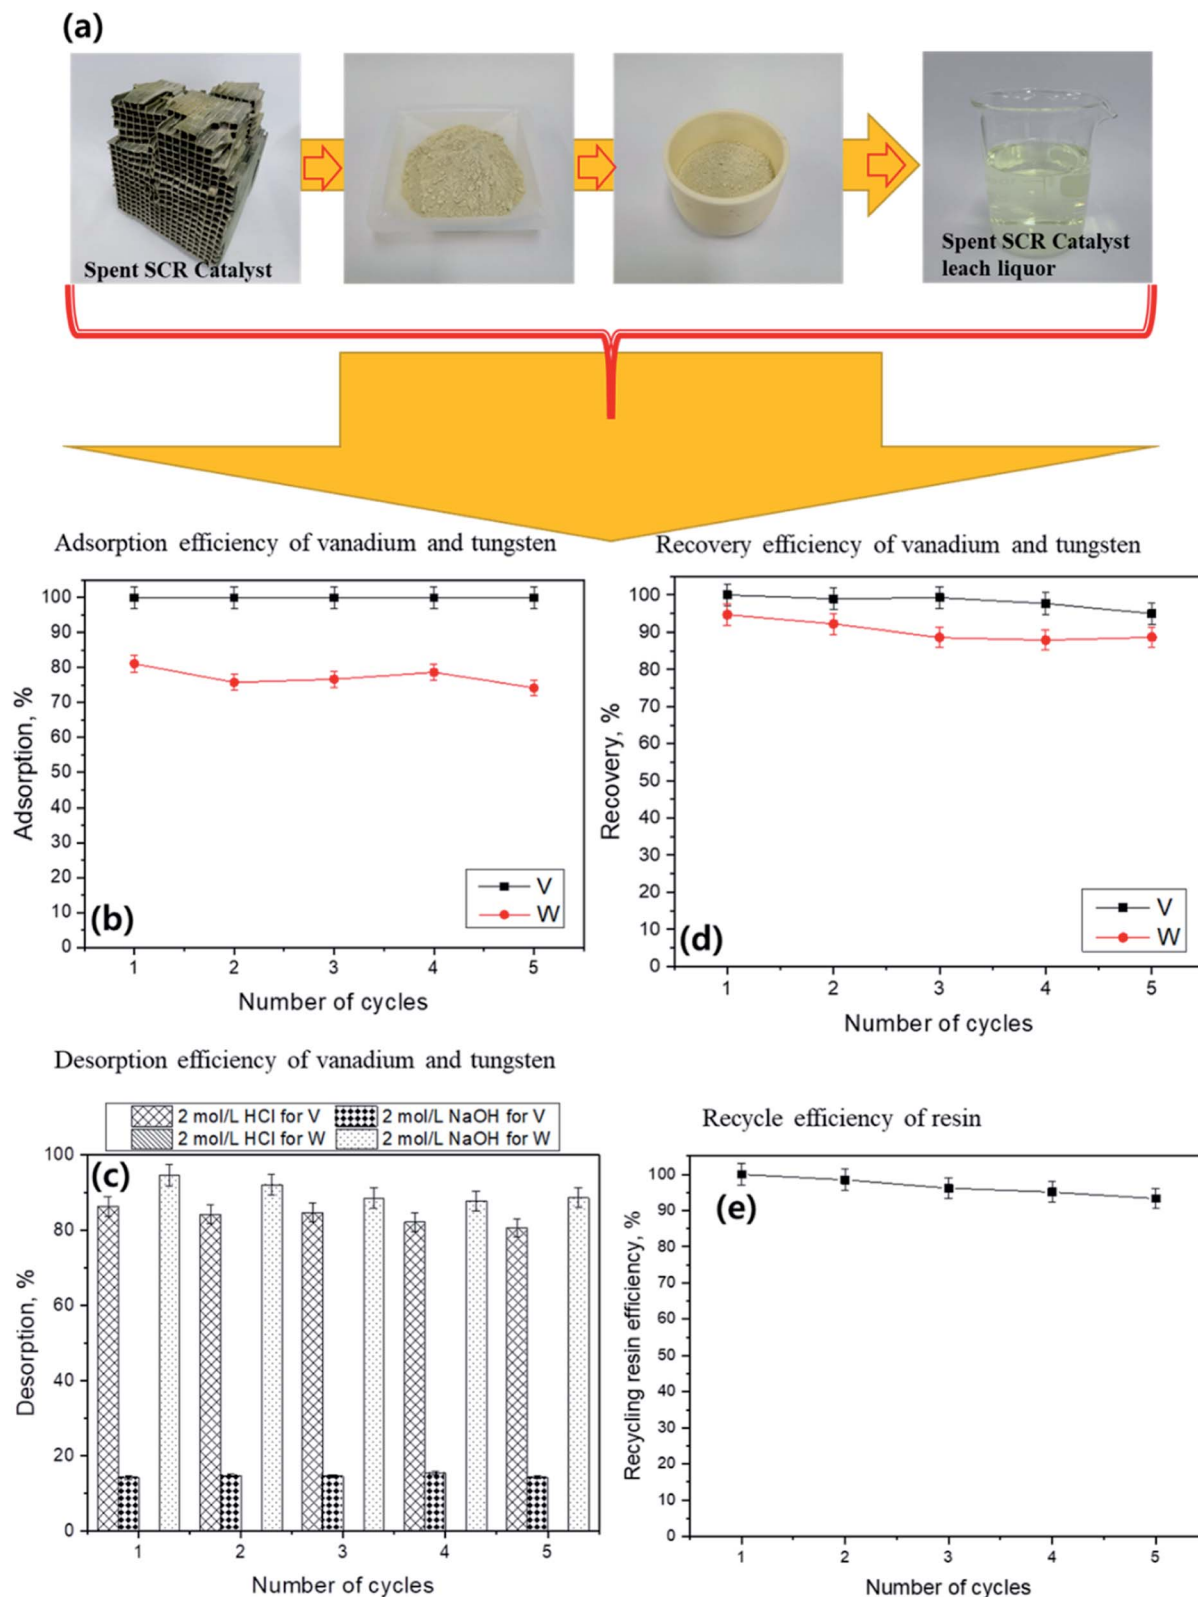 (a)
Spent SCR Catalyst
Spent SCR Catalyst
leach liquor
Adsorption efficiency of vanadium and tungsten
100
90
80
70
60
50
40
30
20
10
0
Adsorption, %
V
W
(b)
1 2 3 4 5
Number of cycles
Recovery efficiency of vanadium and tungsten
100
90
80
70
60
50
40
30
20
10
0
Recovery, %
V
W
(d)
1 2 3 4 5
Number of cycles
Desorption efficiency of vanadium and tungsten
2 mol/L HCl for V 2 mol/L NaOH for V
2 mol/L HCl for W 2 mol/L NaOH for W
(c)
100
80
60
40
20
0
Desorption, %
1 2 3 4 5
Number of cycles
Recycle efficiency of resin
100
90
80
70
60
50
40
30
20
10
0
Recycling resin efficiency, %
(e)
1 2 3 4 5
Number of cycles